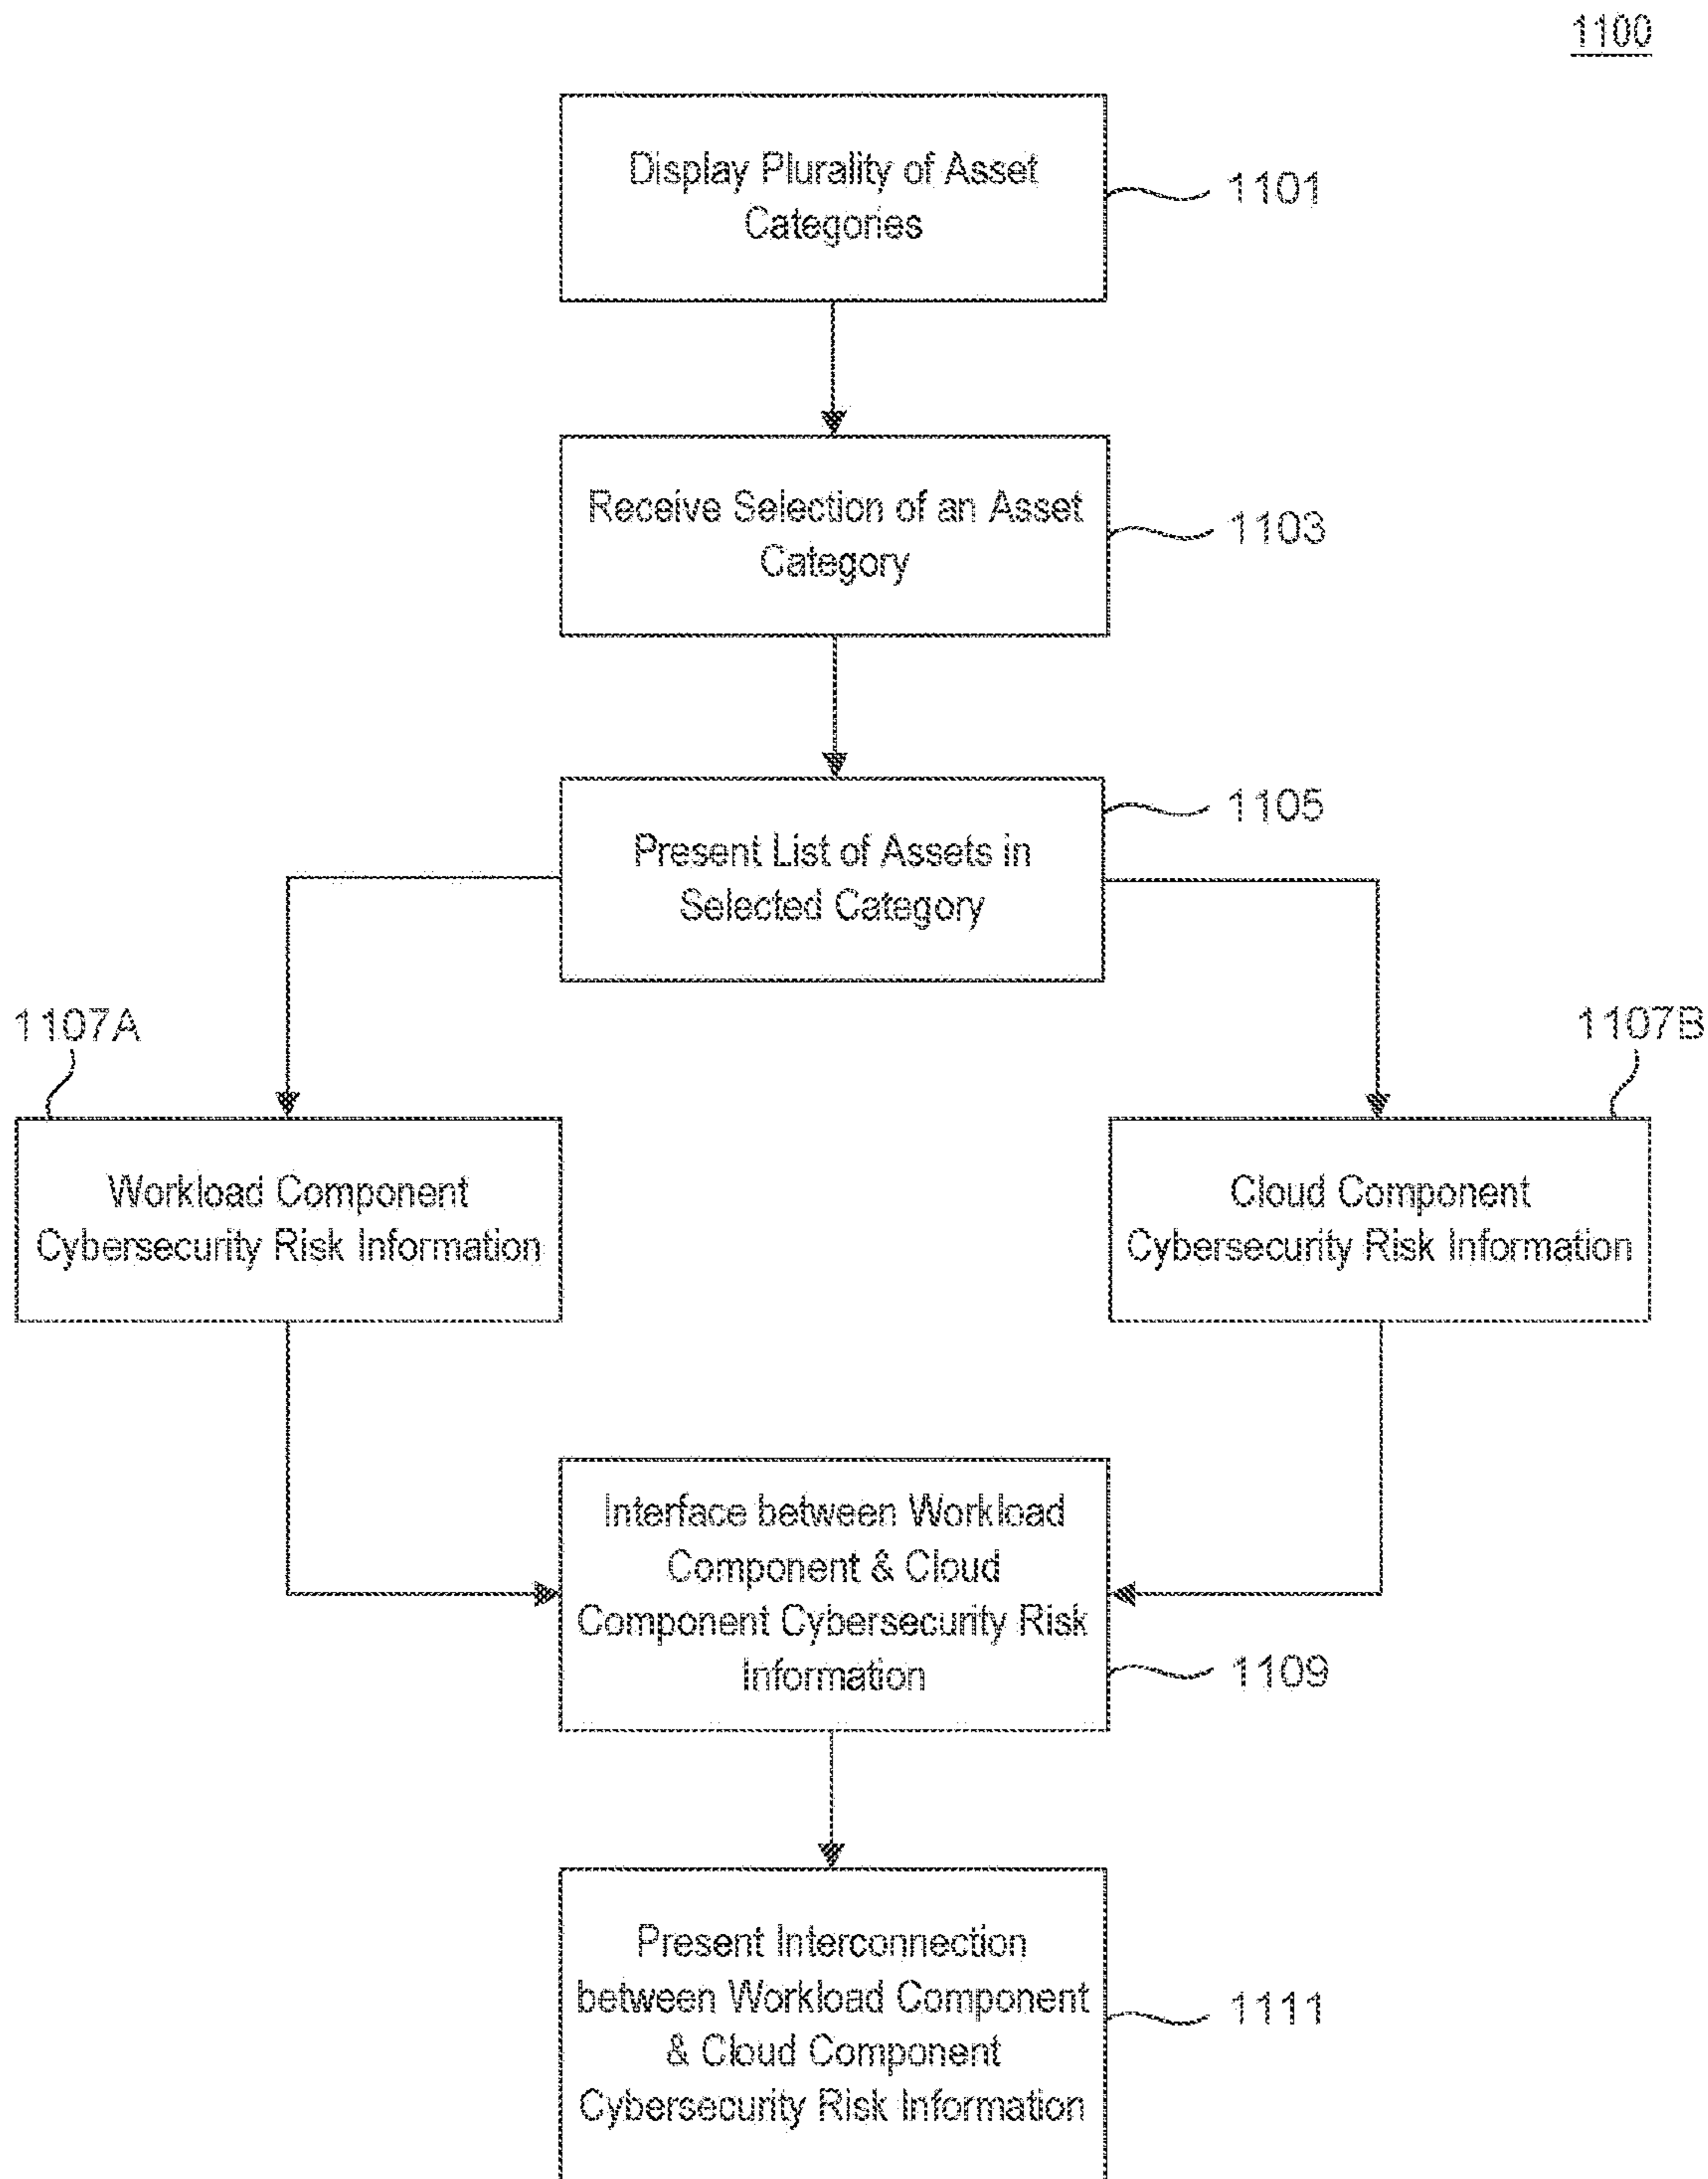 1100
Display Plurality of Asset
Categories
1101
Receive Selection of an Asset
Category
1103
1105
Present List of Assets in
Selected Category
1107A
1107B
Workload Component
Cybersecurity Risk Information
Cloud Component
Cybersecurity Risk Information
Interface between Workload
Component & Cloud
Component Cybersecurity Risk
Information
1109
Present Interconnection
between Workload Component
& Cloud Component
Cybersecurity Risk Information
1111